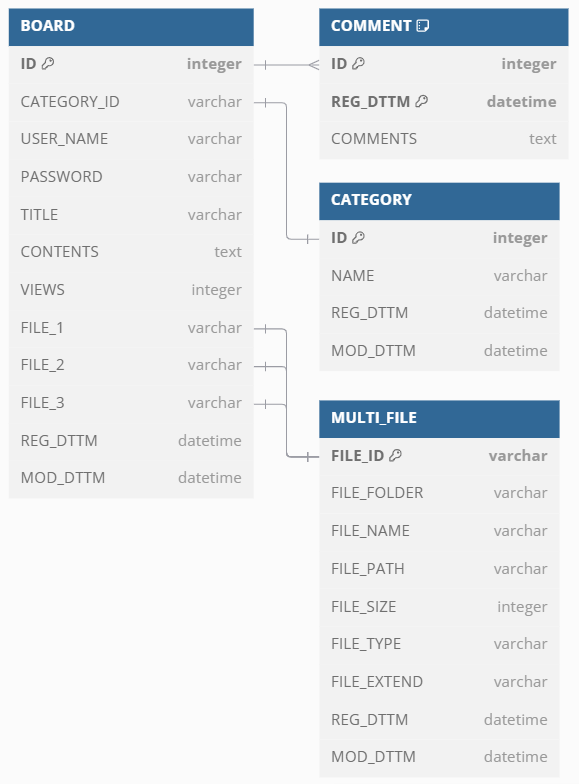 BOARD
ID integer
CATEGORY_ID varchar
USER_NAME varchar
PASSWORD varchar
TITLE varchar
CONTENTS text
VIEWS integer
FILE_1 varchar
FILE_2 varchar
FILE_3 varchar
REG_DTTM datetime
MOD_DTTM datetime
COMMENT
ID integer
REG_DTTM datetime
COMMENTS text
CATEGORY
ID integer
NAME varchar
REG_DTTM datetime
MOD_DTTM datetime
MULTI_FILE
FILE_ID varchar
FILE_FOLDER varchar
FILE_NAME varchar
FILE_PATH varchar
FILE_SIZE integer
FILE_TYPE varchar
FILE_EXTEND varchar
REG_DTTM datetime
MOD_DTTM datetime